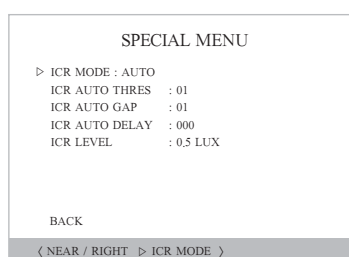 SPECIAL MENU
▷ ICR MODE : AUTO
ICR AUTO THRES : 01
ICR AUTO GAP : 01
ICR AUTO DELAY : 000
ICR LEVEL : 0.5 LUX
BACK
〈 NEAR / RIGHT ▷ ICR MODE 〉